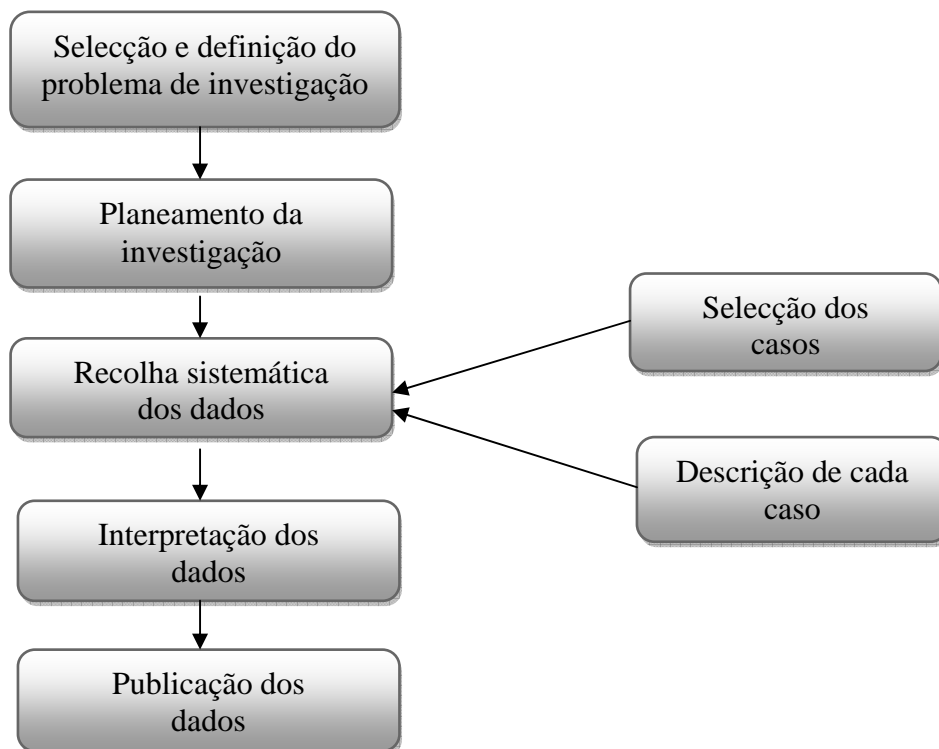 Selecção e definição do
problema de investigação
Planeamento da
investigação
Recolha sistemática
dos dados
Selecção dos
casos
Descrição de cada
caso
Interpretação dos
dados
Publicação dos
dados